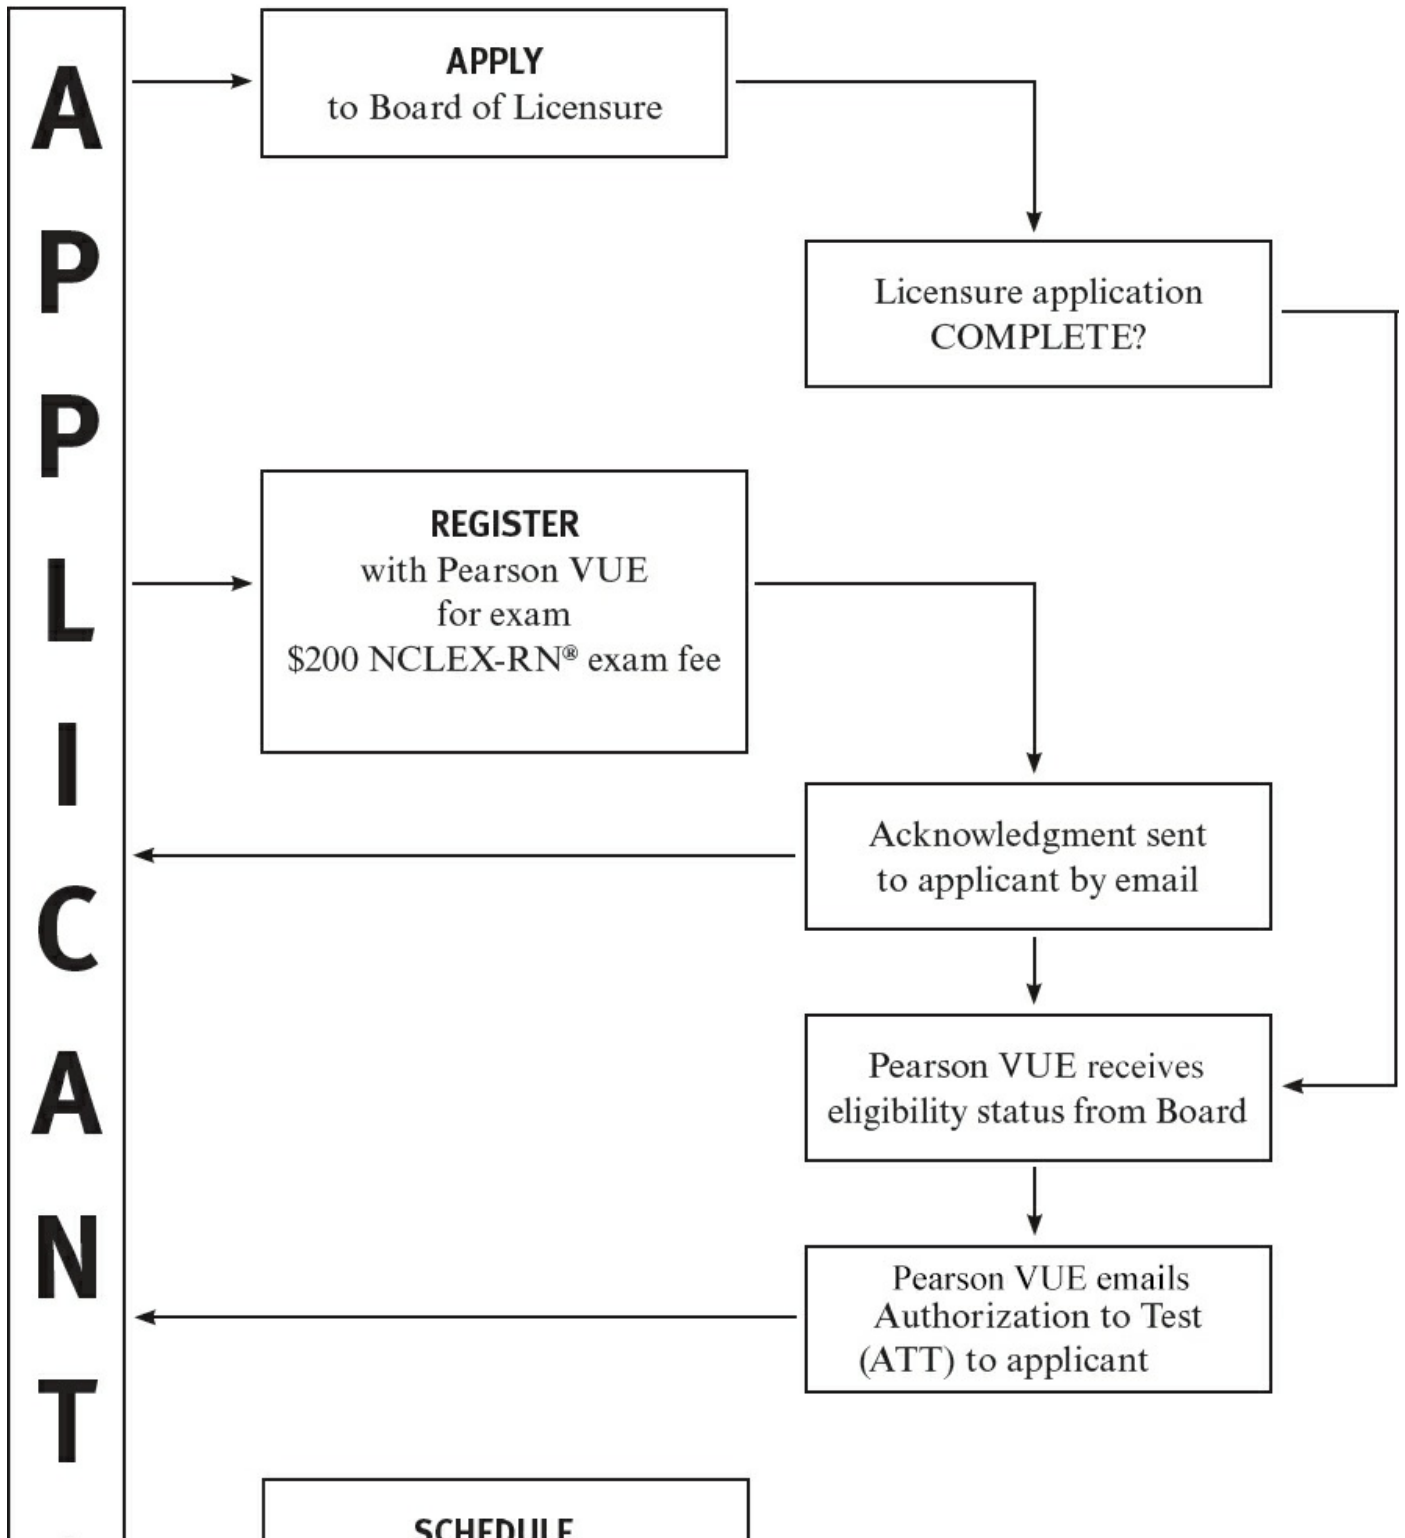 APPLICANT
APPLY
to Board of Licensure
Licensure application
COMPLETE?
REGISTER
with Pearson VUE
for exam
$200 NCLEX-RN® exam fee
Acknowledgment sent
to applicant by email
Pearson VUE receives
eligibility status from Board
Pearson VUE emails
Authorization to Test
(ATT) to applicant
SCHEDULE